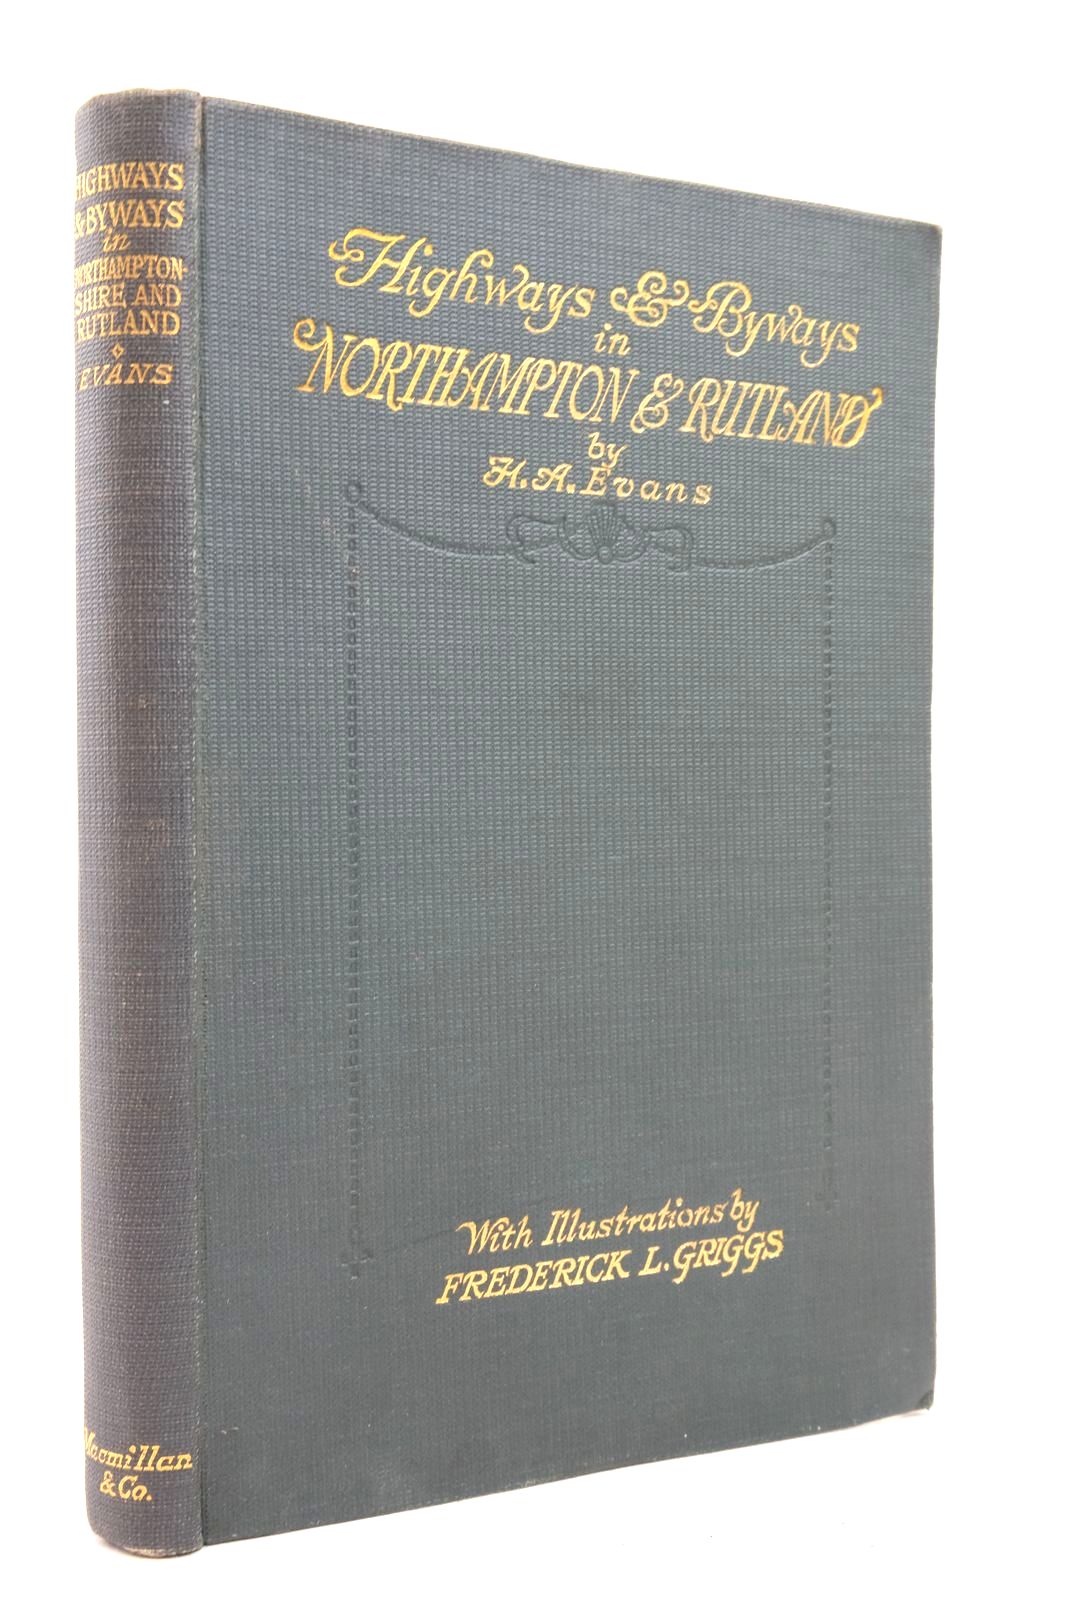 HIGHWAYS
& BYWAYS
in
NORTHAMPTON-
SHIRE AND
RUTLAND
EVANS
Macmillan
& Co.
Highways & Byways
in
NORTHAMPTON & RUTLAND
by
H. A. Evans
With Illustrations by
FREDERICK L. GRIGGS